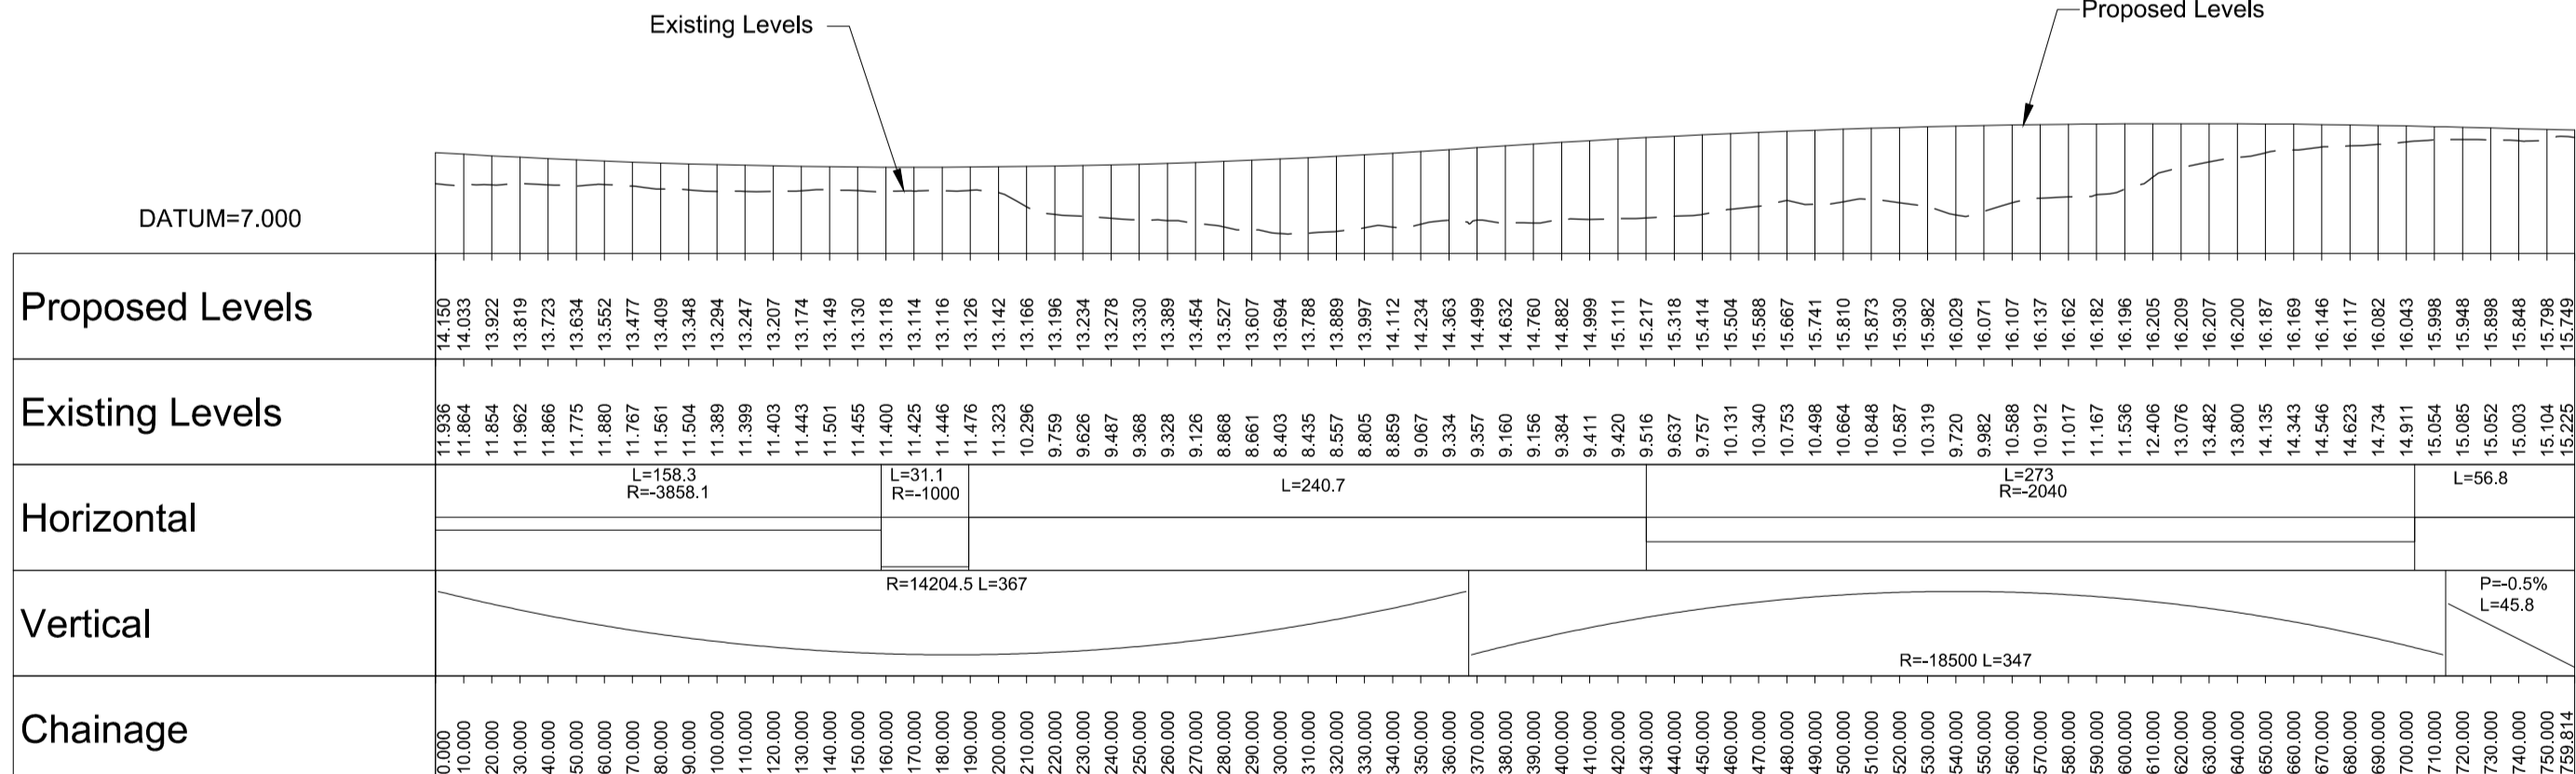 Existing Levels
Proposed Levels
DATUM=7.000
Proposed Levels
14.150 14.033 13.922 13.819 13.723 13.634 13.552 13.477 13.409 13.348 13.294 13.247 13.207 13.174 13.149 13.130 13.118 13.114 13.116 13.126 13.142 13.166 13.196 13.234 13.278 13.330 13.389 13.454 13.527 13.607 13.694 13.788 13.889 13.997 14.112 14.234 14.363 14.499 14.632 14.760 14.882 14.999 15.111 15.217 15.318 15.414 15.504 15.588 15.667 15.741 15.810 15.873 15.930 15.982 16.029 16.071 16.107 16.137 16.162 16.182 16.196 16.205 16.209 16.207 16.200 16.187 16.169 16.146 16.117 16.082 16.043 15.998 15.948 15.898 15.848 15.798 15.749
Existing Levels
11.936 11.864 11.854 11.962 11.866 11.775 11.880 11.767 11.561 11.504 11.389 11.399 11.403 11.443 11.501 11.455 11.400 11.425 11.446 11.476 11.323 10.296 9.759 9.626 9.487 9.368 9.328 9.126 8.868 8.661 8.403 8.435 8.557 8.805 8.859 9.067 9.334 9.357 9.160 9.156 9.384 9.411 9.420 9.516 9.637 9.757 10.131 10.340 10.753 10.498 10.664 10.848 10.587 10.319 9.720 9.982 10.588 10.912 11.017 11.167 11.536 12.406 13.076 13.482 13.800 14.135 14.343 14.546 14.623 14.734 14.911 15.054 15.085 15.052 15.003 15.104 15.225
Horizontal
L=158.3
R=-3858.1
L=31.1
R=-1000
L=240.7
L=273
R=-2040
L=56.8
Vertical
R=14204.5 L=367
R=-18500 L=347
P=-0.5%
L=45.8
Chainage
0.000 10.000 20.000 30.000 40.000 50.000 60.000 70.000 80.000 90.000 100.000 110.000 120.000 130.000 140.000 150.000 160.000 170.000 180.000 190.000 200.000 210.000 220.000 230.000 240.000 250.000 260.000 270.000 280.000 290.000 300.000 310.000 320.000 330.000 340.000 350.000 360.000 370.000 380.000 390.000 400.000 410.000 420.000 430.000 440.000 450.000 460.000 470.000 480.000 490.000 500.000 510.000 520.000 530.000 540.000 550.000 560.000 570.000 580.000 590.000 600.000 610.000 620.000 630.000 640.000 650.000 660.000 670.000 680.000 690.000 700.000 710.000 720.000 730.000 740.000 750.000 759.814